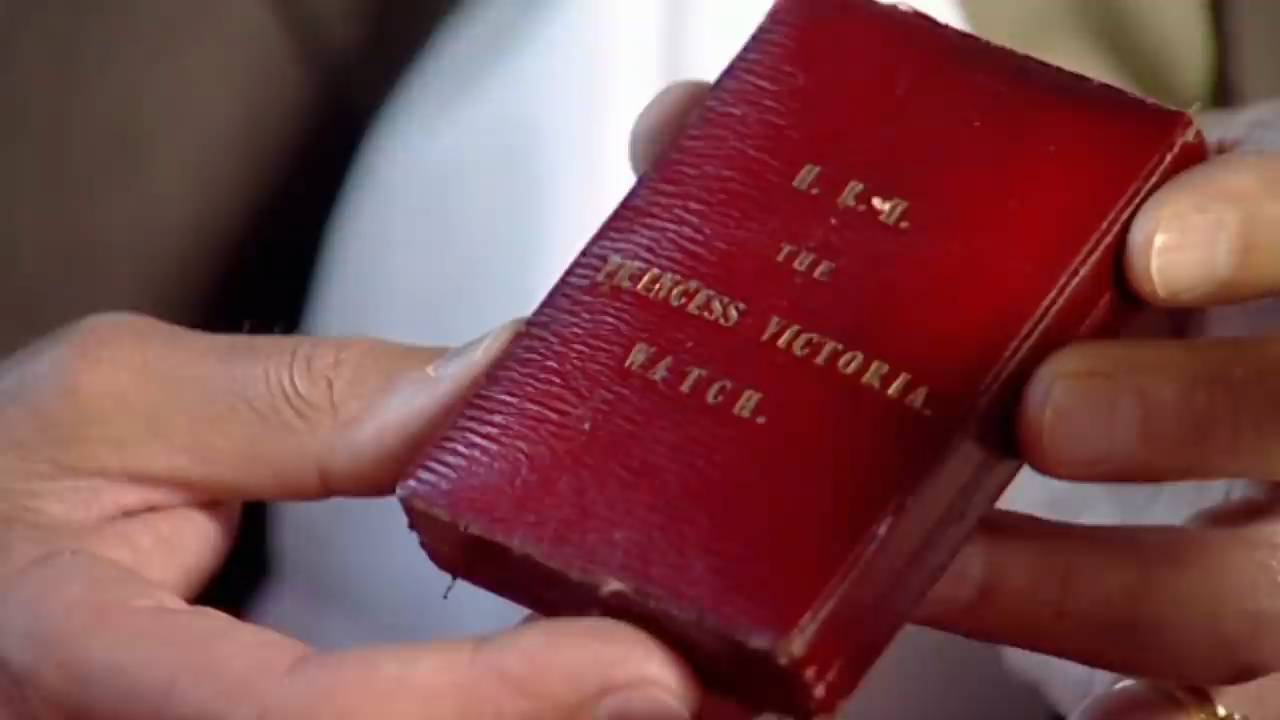 H. R. H.
THE
PRINCESS VICTORIA.
WATCH.